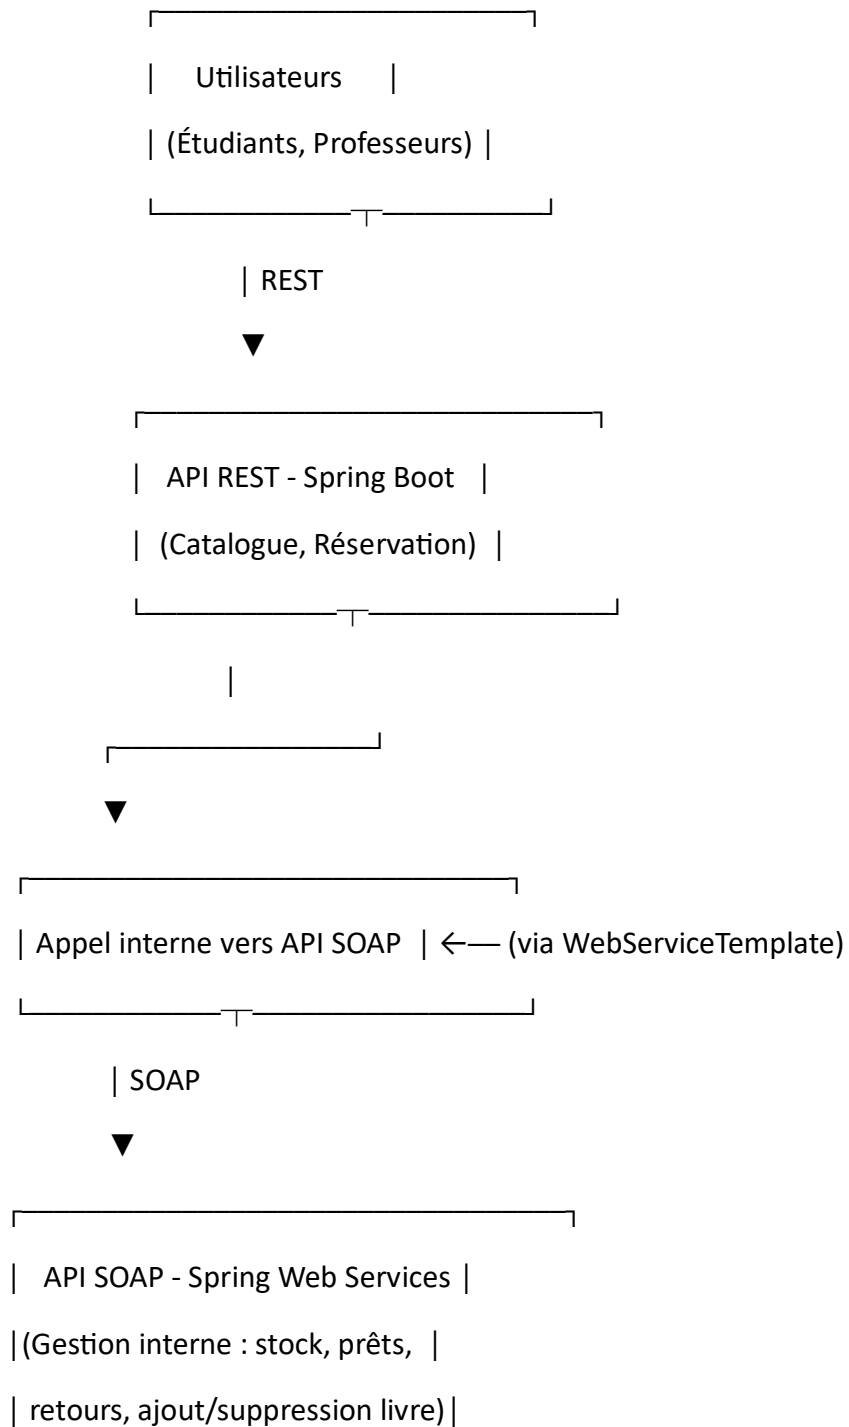 Utilisateurs
(Étudiants, Professeurs)
REST
API REST - Spring Boot
(Catalogue, Réservation)
Appel interne vers API SOAP ←— (via WebServiceTemplate)
SOAP
API SOAP - Spring Web Services
(Gestion interne : stock, prêts,
retours, ajout/suppression livre)